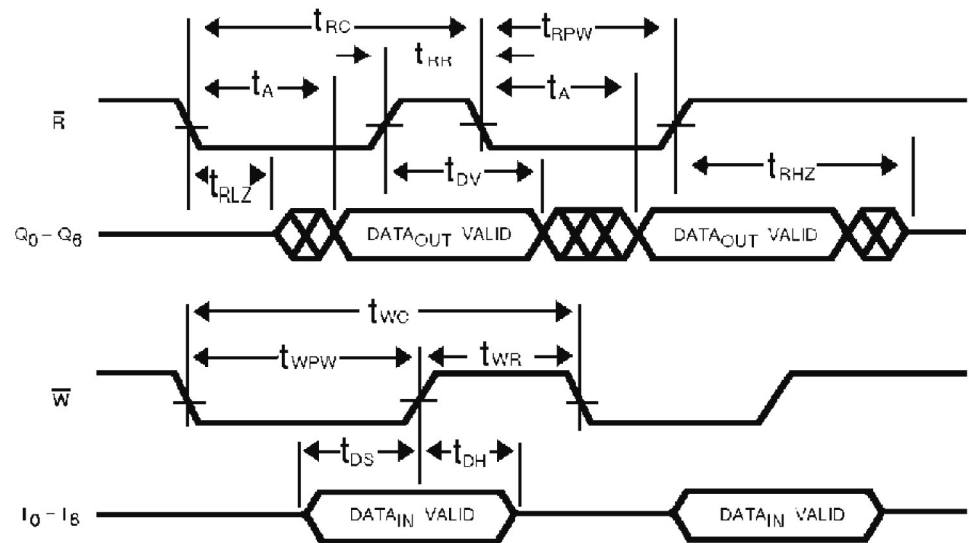 tRC
tRPW
tRR
tA
tA
R̅
tRLZ
tDV
tRHZ
Q0 – Q8
DATAOUT VALID
DATAOUT VALID
tWC
tWPW
tWR
W̅
tDS
tDH
I0 – I8
DATAIN VALID
DATAIN VALID